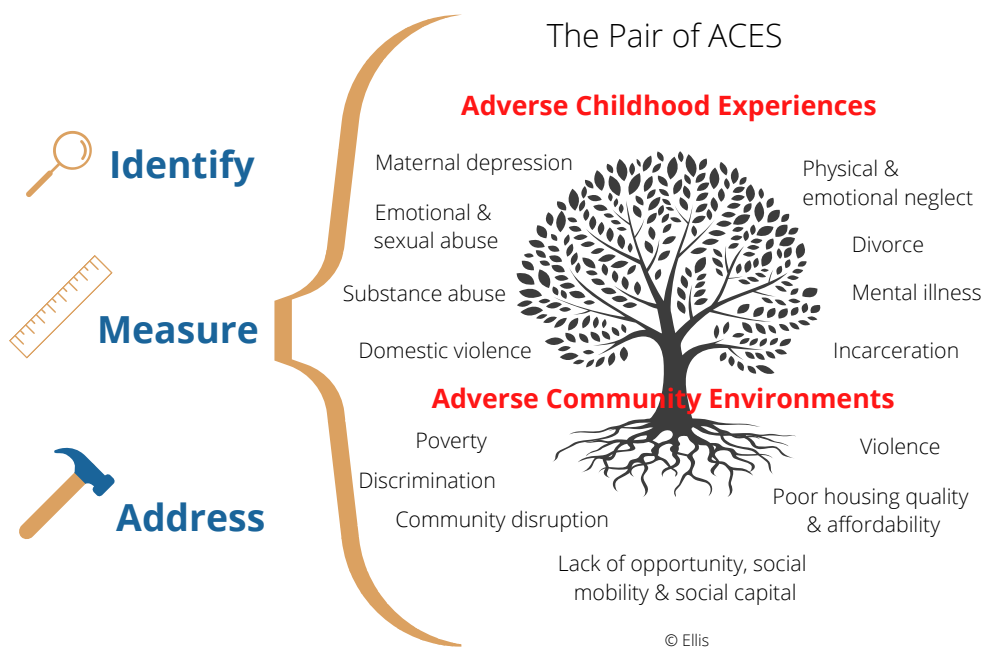 The Pair of ACES
Adverse Childhood Experiences
Identify
Measure
Address
Maternal depression
Emotional &
sexual abuse
Substance abuse
Domestic violence
Physical &
emotional neglect
Divorce
Mental illness
Incarceration
Adverse Community Environments
Poverty
Discrimination
Community disruption
Violence
Poor housing quality
& affordability
Lack of opportunity, social
mobility & social capital
© Ellis